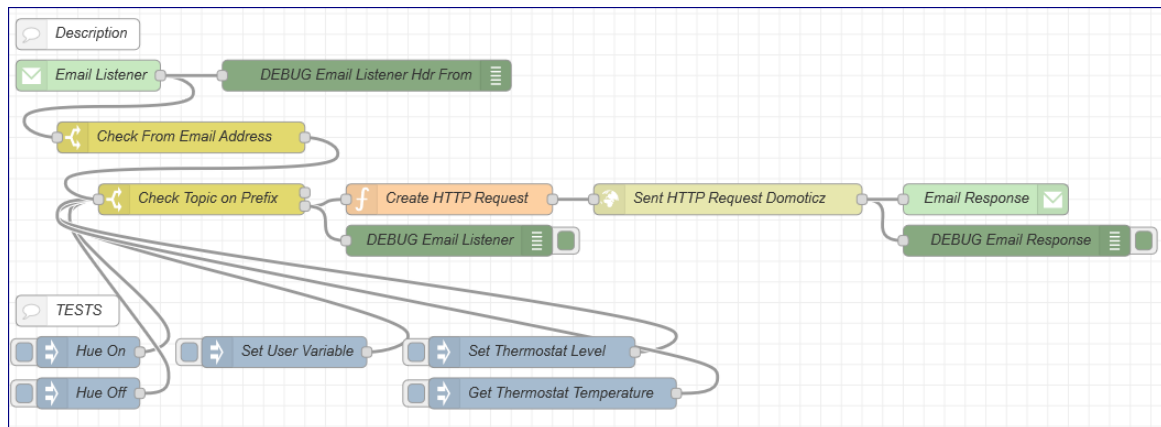 Description
Email Listener
DEBUG Email Listener Hdr From
Check From Email Address
Check Topic on Prefix
Create HTTP Request
Sent HTTP Request Domoticz
Email Response
DEBUG Email Listener
DEBUG Email Response
TESTS
Hue On
Set User Variable
Set Thermostat Level
Hue Off
Get Thermostat Temperature